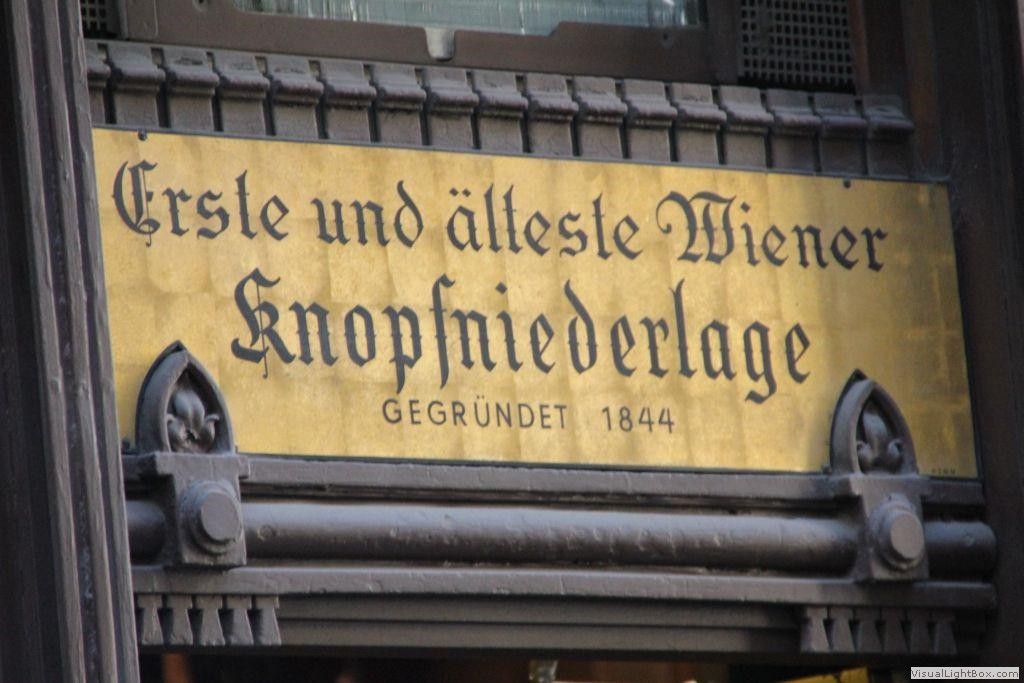 Erste und älteste Wiener
Knopfniederlage
GEGRÜNDET 1844
VisualLightBox.com